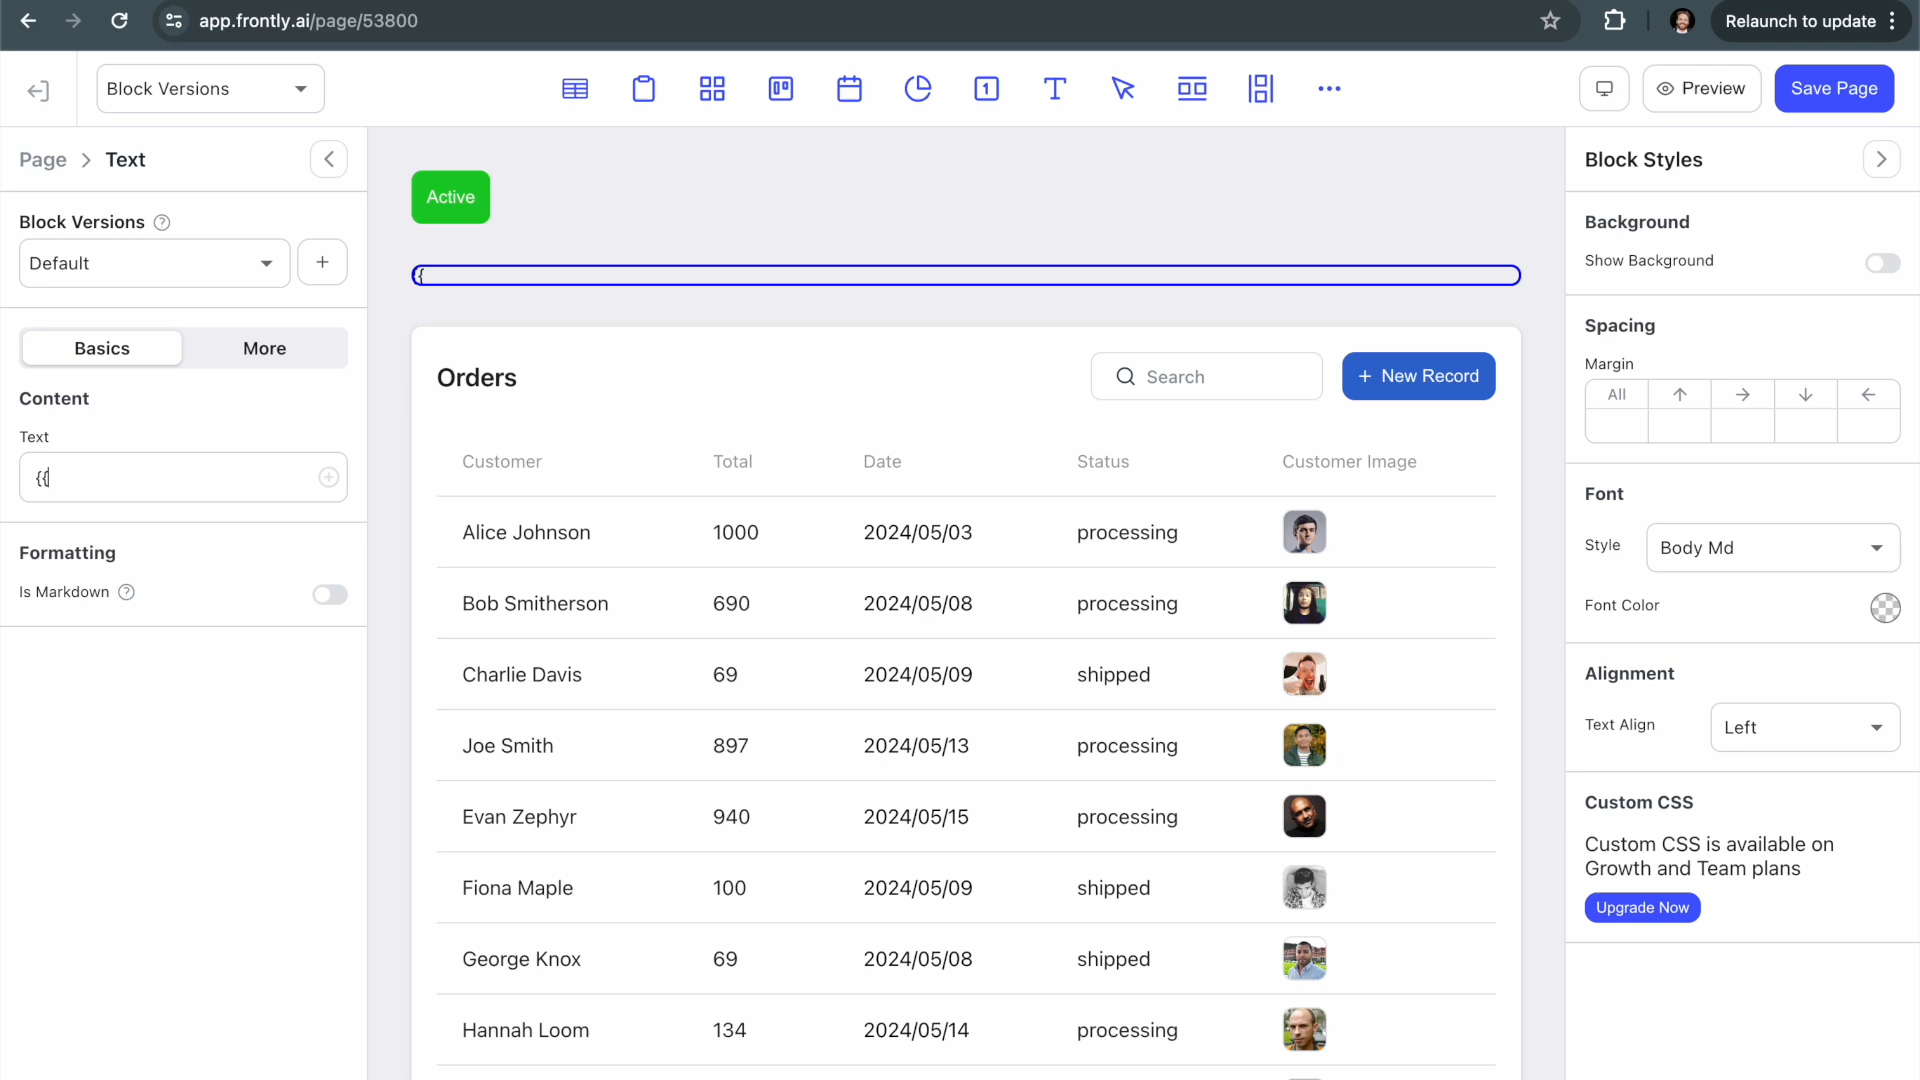 app.frontly.ai/page/53800
Relaunch to update
Block Versions
1
Preview
Save Page
Page > Text
Block Versions ?
Default
+
Basics
More
Content
Text
{{
Formatting
Is Markdown ?
Active
{
Orders
Search
+ New Record
Customer Total Date Status Customer Image
Alice Johnson 1000 2024/05/03 processing
Bob Smitherson 690 2024/05/08 processing
Charlie Davis 69 2024/05/09 shipped
Joe Smith 897 2024/05/13 processing
Evan Zephyr 940 2024/05/15 processing
Fiona Maple 100 2024/05/09 shipped
George Knox 69 2024/05/08 shipped
Hannah Loom 134 2024/05/14 processing
Block Styles
Background
Show Background
Spacing
Margin
All ↑ → ↓ ←
Font
Style Body Md
Font Color
Alignment
Text Align Left
Custom CSS
Custom CSS is available on
Growth and Team plans
Upgrade Now